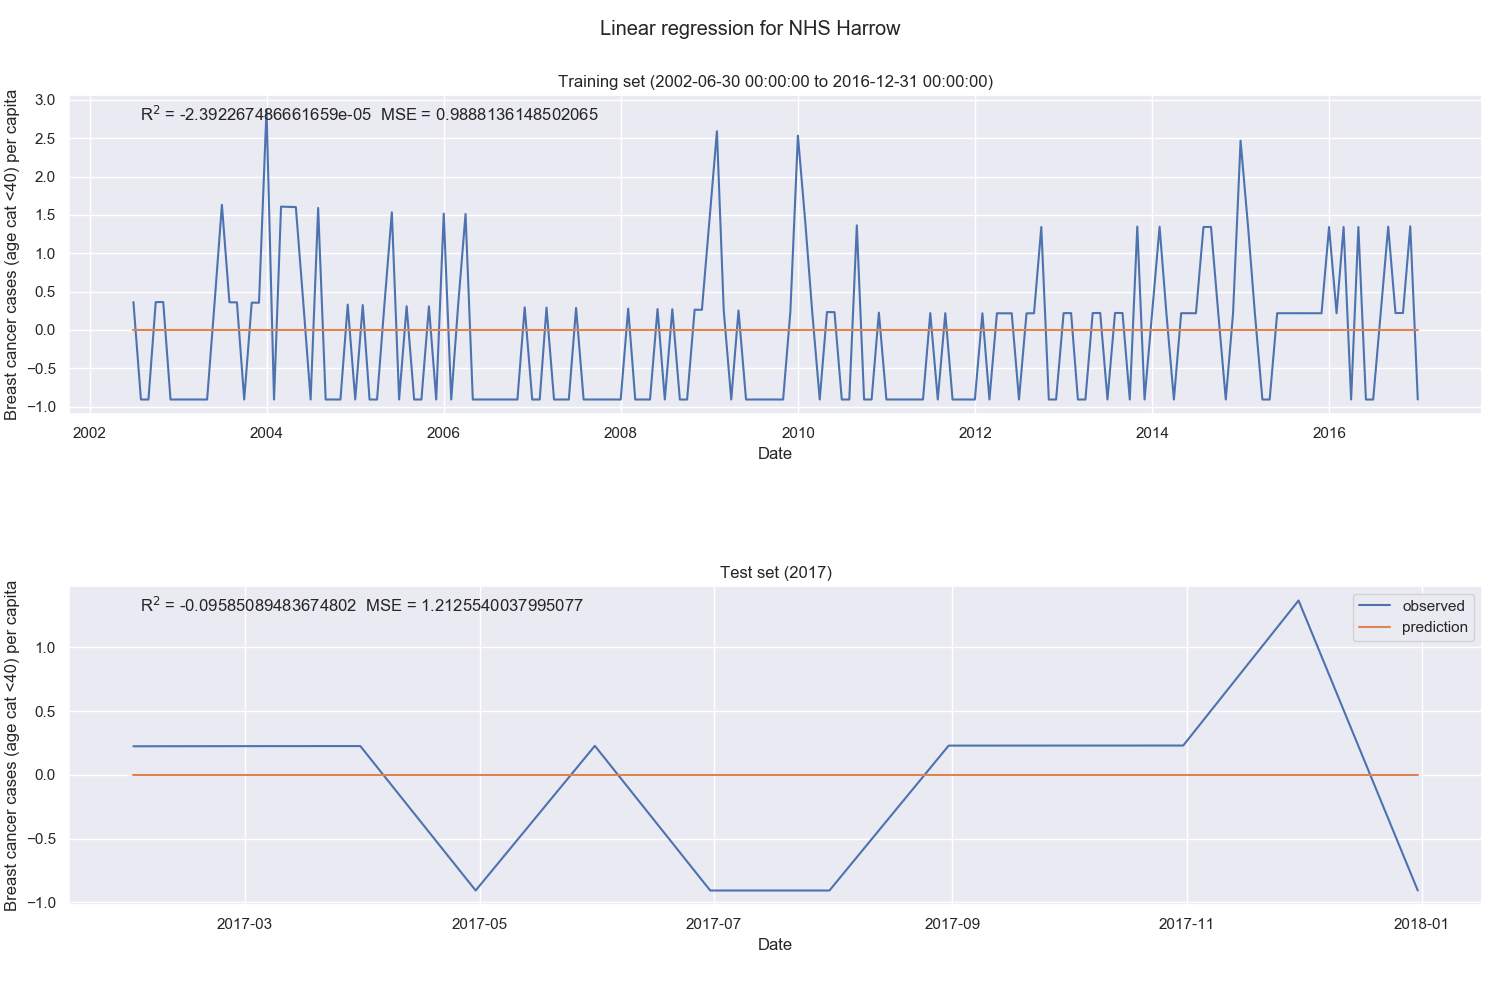 Linear regression for NHS Harrow
Training set (2002-06-30 00:00:00 to 2016-12-31 00:00:00)
R² = -2.392267486661659e-05 MSE = 0.9888136148502065
Breast cancer cases (age cat <40) per capita
3.0
2.5
2.0
1.5
1.0
0.5
0.0
−0.5
−1.0
2002 2004 2006 2008 2010 2012 2014 2016
Date
Test set (2017)
R² = -0.09585089483674802 MSE = 1.2125540037995077
observed
prediction
Breast cancer cases (age cat <40) per capita
1.0
0.5
0.0
−0.5
−1.0
2017-03 2017-05 2017-07 2017-09 2017-11 2018-01
Date